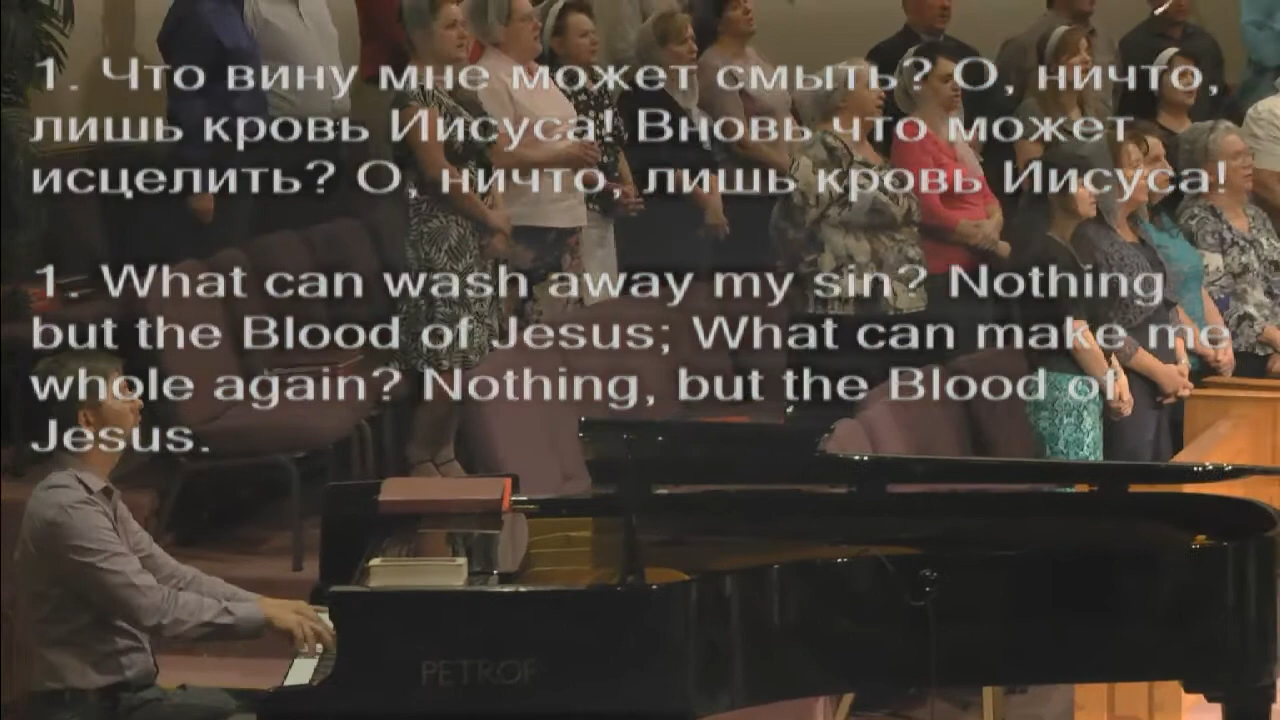 1. Что вину мне может смыть? О, ничто,
лишь кровь Иисуса! Вновь что может
исцелить? О, ничто, лишь кровь Иисуса!
1. What can wash away my sin? Nothing
but the Blood of Jesus; What can make me
whole again? Nothing, but the Blood of
Jesus.
PETROF